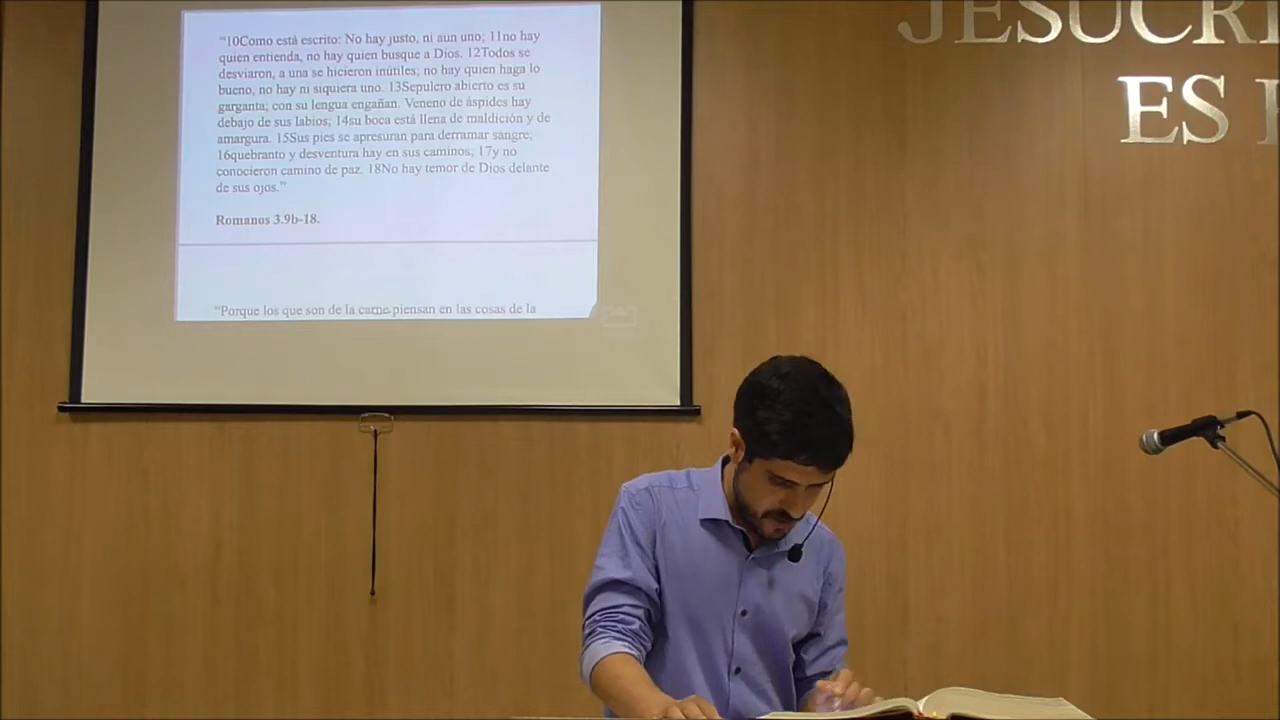 “10Como está escrito: No hay justo, ni aun uno; 11no hay
quien entienda, no hay quien busque a Dios. 12Todos se
desviaron, a una se hicieron inútiles; no hay quien haga lo
bueno, no hay ni siquiera uno. 13Sepulcro abierto es su
garganta; con su lengua engañan. Veneno de áspides hay
debajo de sus labios; 14su boca está llena de maldición y de
amargura. 15Sus pies se apresuran para derramar sangre;
16quebranto y desventura hay en sus caminos; 17y no
conocieron camino de paz. 18No hay temor de Dios delante
de sus ojos.”
Romanos 3.9b-18.
“Porque los que son de la carne piensan en las cosas de la
JESUCRI
ES